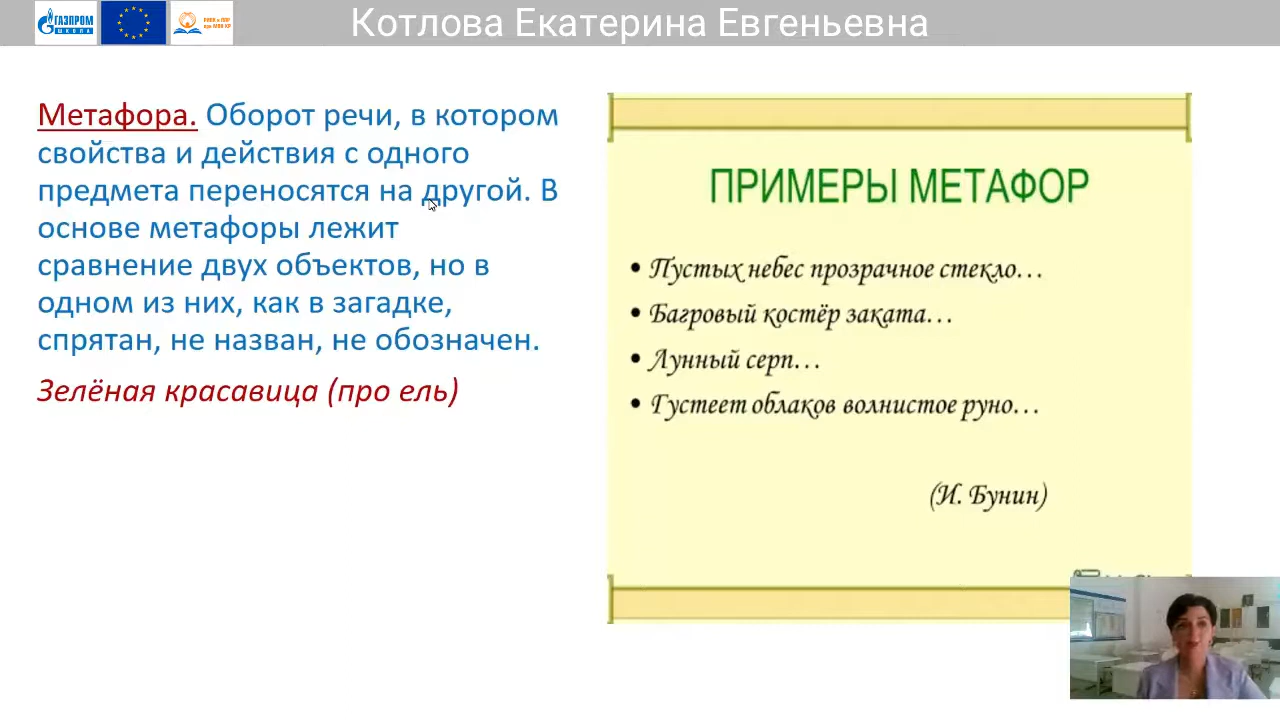 ГАЗПРОМ
ШКОЛА
Котлова Екатерина Евгеньевна
Метафора. Оборот речи, в котором
свойства и действия с одного
предмета переносятся на другой. В
основе метафоры лежит
сравнение двух объектов, но в
одном из них, как в загадке,
спрятан, не назван, не обозначен.
Зелёная красавица (про ель)
ПРИМЕРЫ МЕТАФОР
• Пустых небес прозрачное стекло…
• Багровый костёр заката…
• Лунный серп…
• Густеет облаков волнистое руно…
(И. Бунин)